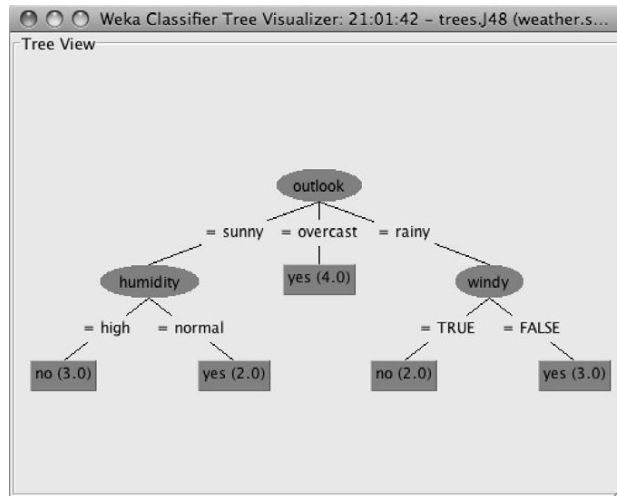 Weka Classifier Tree Visualizer: 21:01:42 – trees.J48 (weather.s...
Tree View
outlook
= sunny = overcast = rainy
humidity yes (4.0) windy
= high = normal = TRUE = FALSE
no (3.0) yes (2.0) no (2.0) yes (3.0)